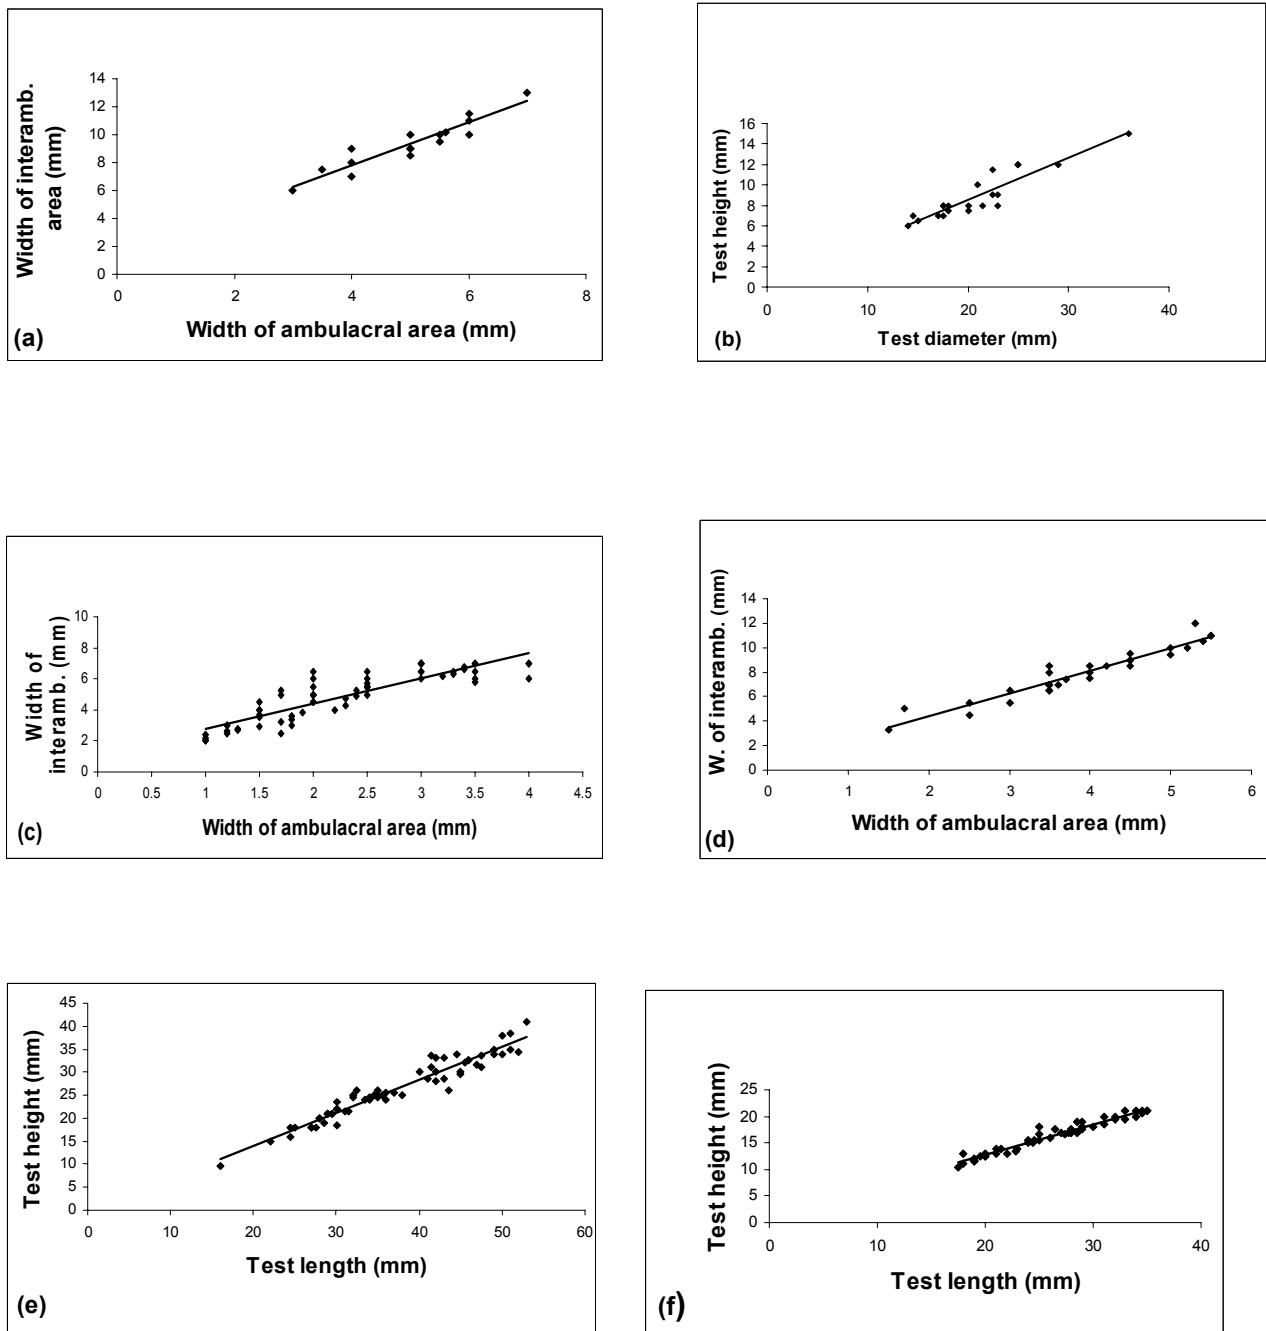 14
12
10
8
6
4
2
0
0 2 4 6 8
Width of interamb.
area (mm)
Width of ambulacral area (mm)
(a)
16
14
12
10
8
6
4
2
0
0 10 20 30 40
Test height (mm)
Test diameter (mm)
(b)
10
8
6
4
2
0
0 0.5 1 1.5 2 2.5 3 3.5 4 4.5
Width of
interamb. (mm)
Width of ambulacral area (mm)
(c)
14
12
10
8
6
4
2
0
0 1 2 3 4 5 6
W. of interamb. (mm)
Width of ambulacral area (mm)
(d)
45
40
35
30
25
20
15
10
5
0
0 10 20 30 40 50 60
Test height (mm)
Test length (mm)
(e)
25
20
15
10
5
0
0 10 20 30 40
Test height (mm)
Test length (mm)
(f)